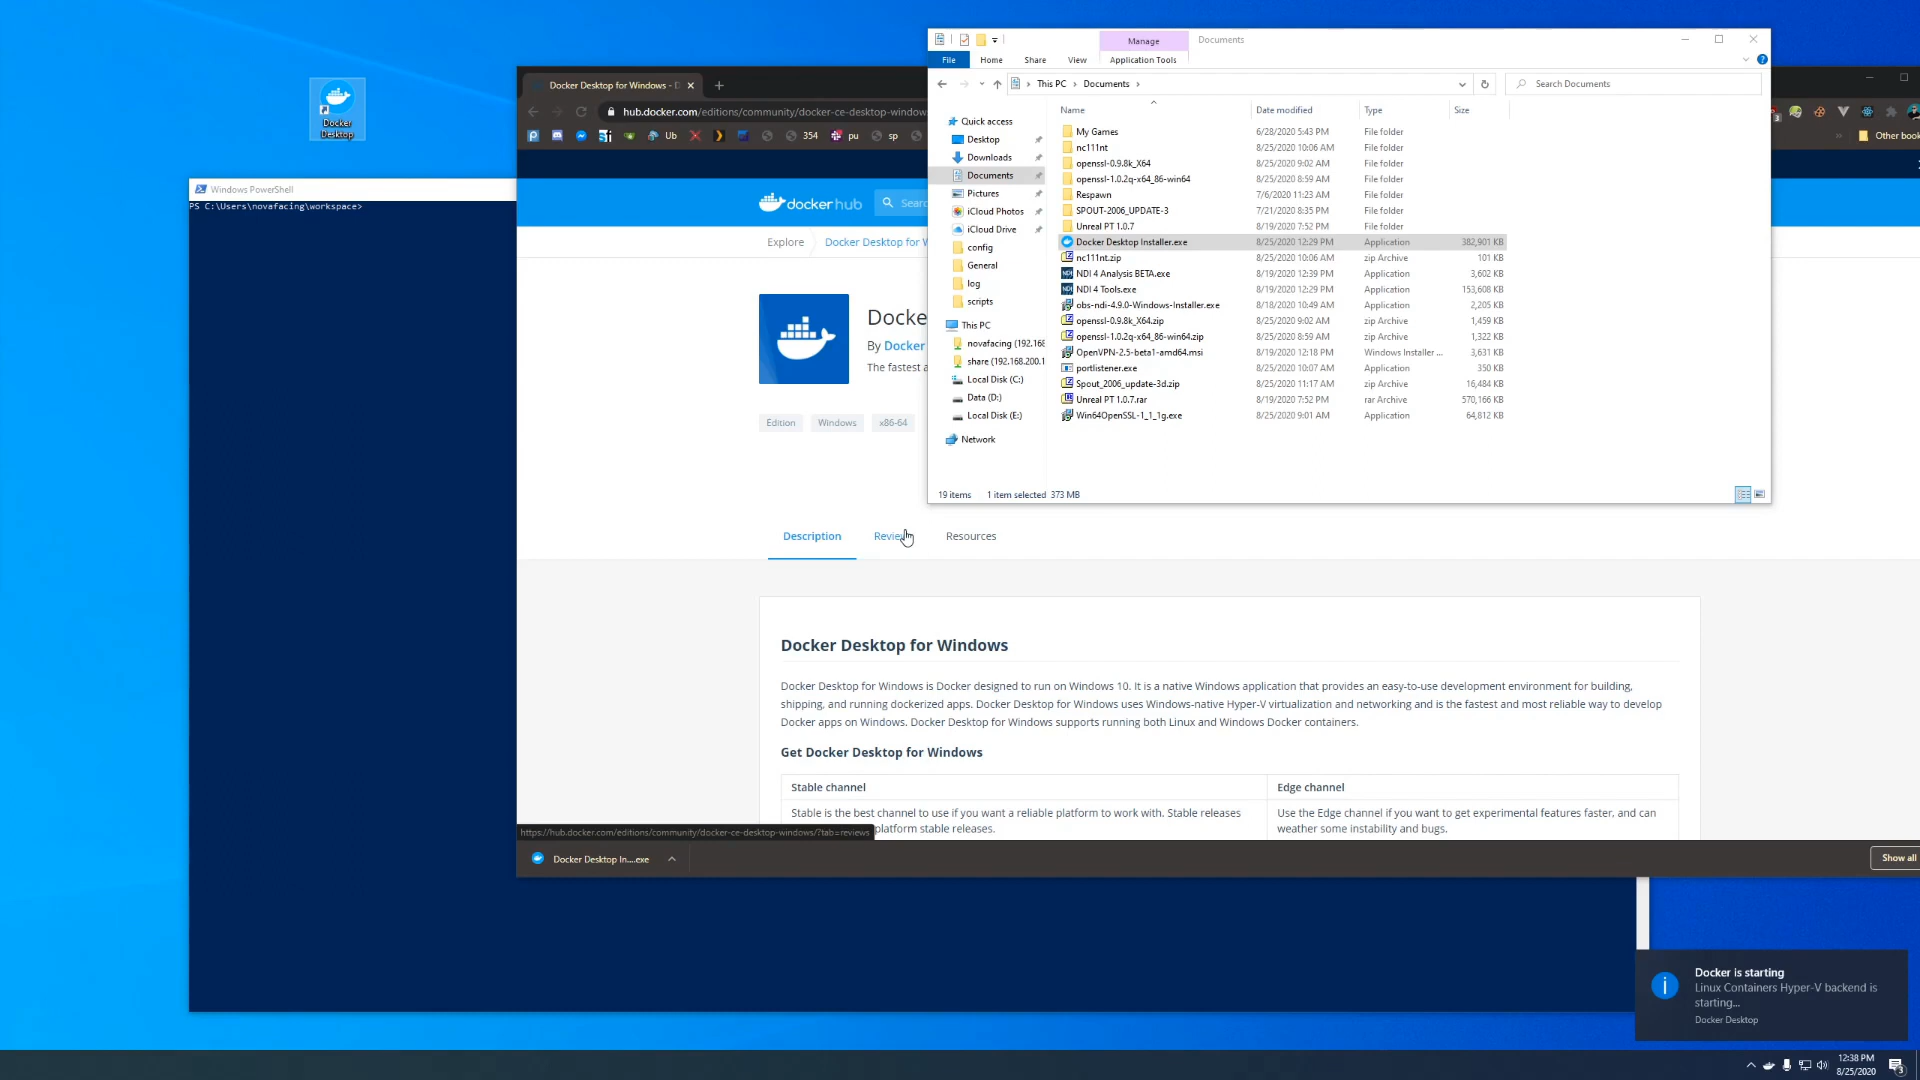 Docker
Desktop
Windows PowerShell
PS C:\Users\novafacing\workspace>
Docker Desktop for Windows - D
hub.docker.com/editions/community/docker-ce-desktop-windows
Ub
354
pu
sp
Other book
dockerhub
Sear
Explore
Docker Desktop for W
Docke
By Docker
The fastest a
Edition
Windows
x86-64
Manage
Documents
File
Home
Share
View
Application Tools
This PC
Documents
Search Documents
Name
Date modified
Type
Size
Quick access
Desktop
Downloads
Documents
Pictures
iCloud Photos
iCloud Drive
config
General
log
scripts
This PC
novafacing (192.168
share (192.168.200.1
Local Disk (C:)
Data (D:)
Local Disk (E:)
Network
My Games 6/28/2020 5:43 PM File folder
nc111nt 8/25/2020 10:06 AM File folder
openssl-0.9.8k_X64 8/25/2020 9:02 AM File folder
openssl-1.0.2q-x64_86-win64 8/25/2020 8:59 AM File folder
Respawn 7/6/2020 11:23 AM File folder
SPOUT-2006_UPDATE-3 7/21/2020 8:35 PM File folder
Unreal PT 1.0.7 8/19/2020 7:52 PM File folder
Docker Desktop Installer.exe 8/25/2020 12:29 PM Application 382,901 KB
nc111nt.zip 8/25/2020 10:06 AM zip Archive 101 KB
NDI 4 Analysis BETA.exe 8/19/2020 12:39 PM Application 3,602 KB
NDI 4 Tools.exe 8/19/2020 12:29 PM Application 153,608 KB
obs-ndi-4.9.0-Windows-Installer.exe 8/18/2020 10:49 AM Application 2,205 KB
openssl-0.9.8k_X64.zip 8/25/2020 9:02 AM zip Archive 1,459 KB
openssl-1.0.2q-x64_86-win64.zip 8/25/2020 8:59 AM zip Archive 1,322 KB
OpenVPN-2.5-beta1-amd64.msi 8/19/2020 12:18 PM Windows Installer ... 3,631 KB
portlistener.exe 8/25/2020 10:07 AM Application 350 KB
Spout_2006_update-3d.zip 8/25/2020 11:17 AM zip Archive 16,484 KB
Unreal PT 1.0.7.rar 8/19/2020 7:52 PM rar Archive 570,166 KB
Win64OpenSSL-1_1_1g.exe 8/25/2020 9:01 AM Application 64,812 KB
19 items 1 item selected 373 MB
Description
Review
Resources
Docker Desktop for Windows
Docker Desktop for Windows is Docker designed to run on Windows 10. It is a native Windows application that provides an easy-to-use development environment for building,
shipping, and running dockerized apps. Docker Desktop for Windows uses Windows-native Hyper-V virtualization and networking and is the fastest and most reliable way to develop
Docker apps on Windows. Docker Desktop for Windows supports running both Linux and Windows Docker containers.
Get Docker Desktop for Windows
Stable channel
Edge channel
Stable is the best channel to use if you want a reliable platform to work with. Stable releases
platform stable releases.
Use the Edge channel if you want to get experimental features faster, and can
weather some instability and bugs.
https://hub.docker.com/editions/community/docker-ce-desktop-windows/?tab=reviews
Docker Desktop In....exe
Show all
Docker is starting
Linux Containers Hyper-V backend is
starting...
Docker Desktop
12:38 PM
8/25/2020
3